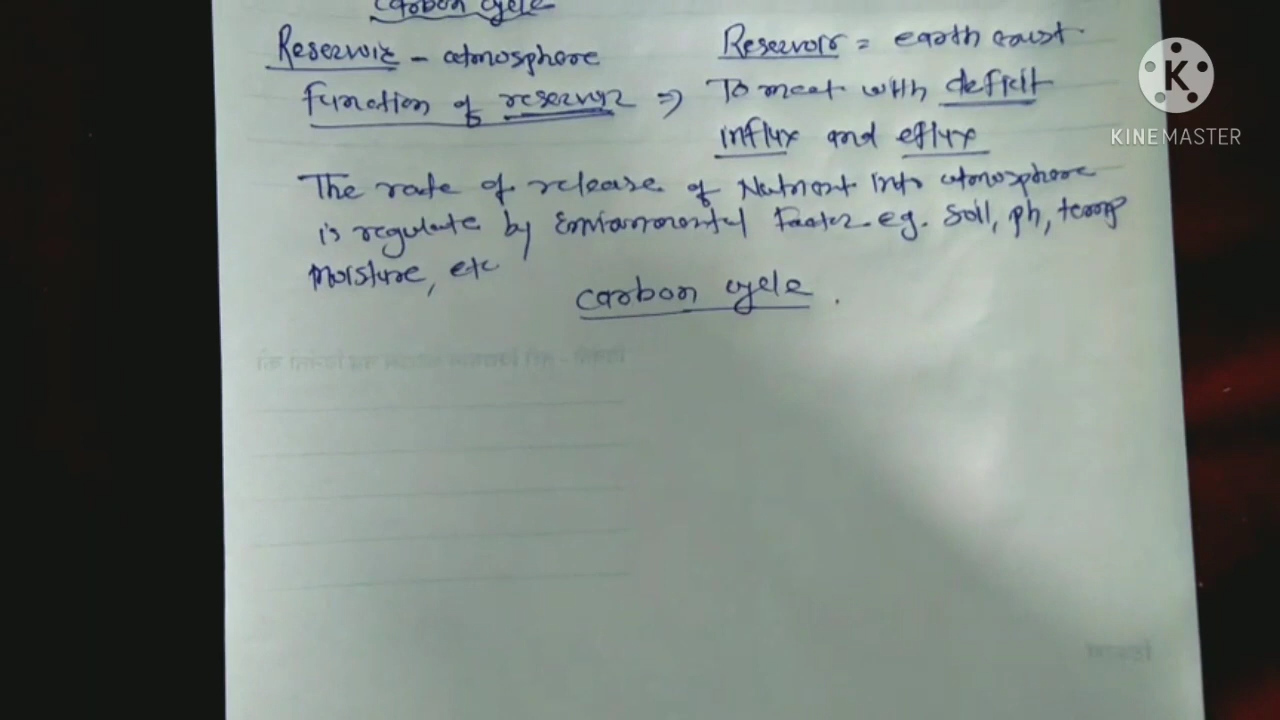 carbon cycle
Reservoir - atmosphere
Reservoir = earth crust.
function of reservoir ⇒ To meet with deficit
influx and eflux
The rate of release of Nutrient into atmosphere
is regulate by Environmental Factor. eg. soil, ph, temp
Moisture, etc
carbon cycle.
K
KINEMASTER